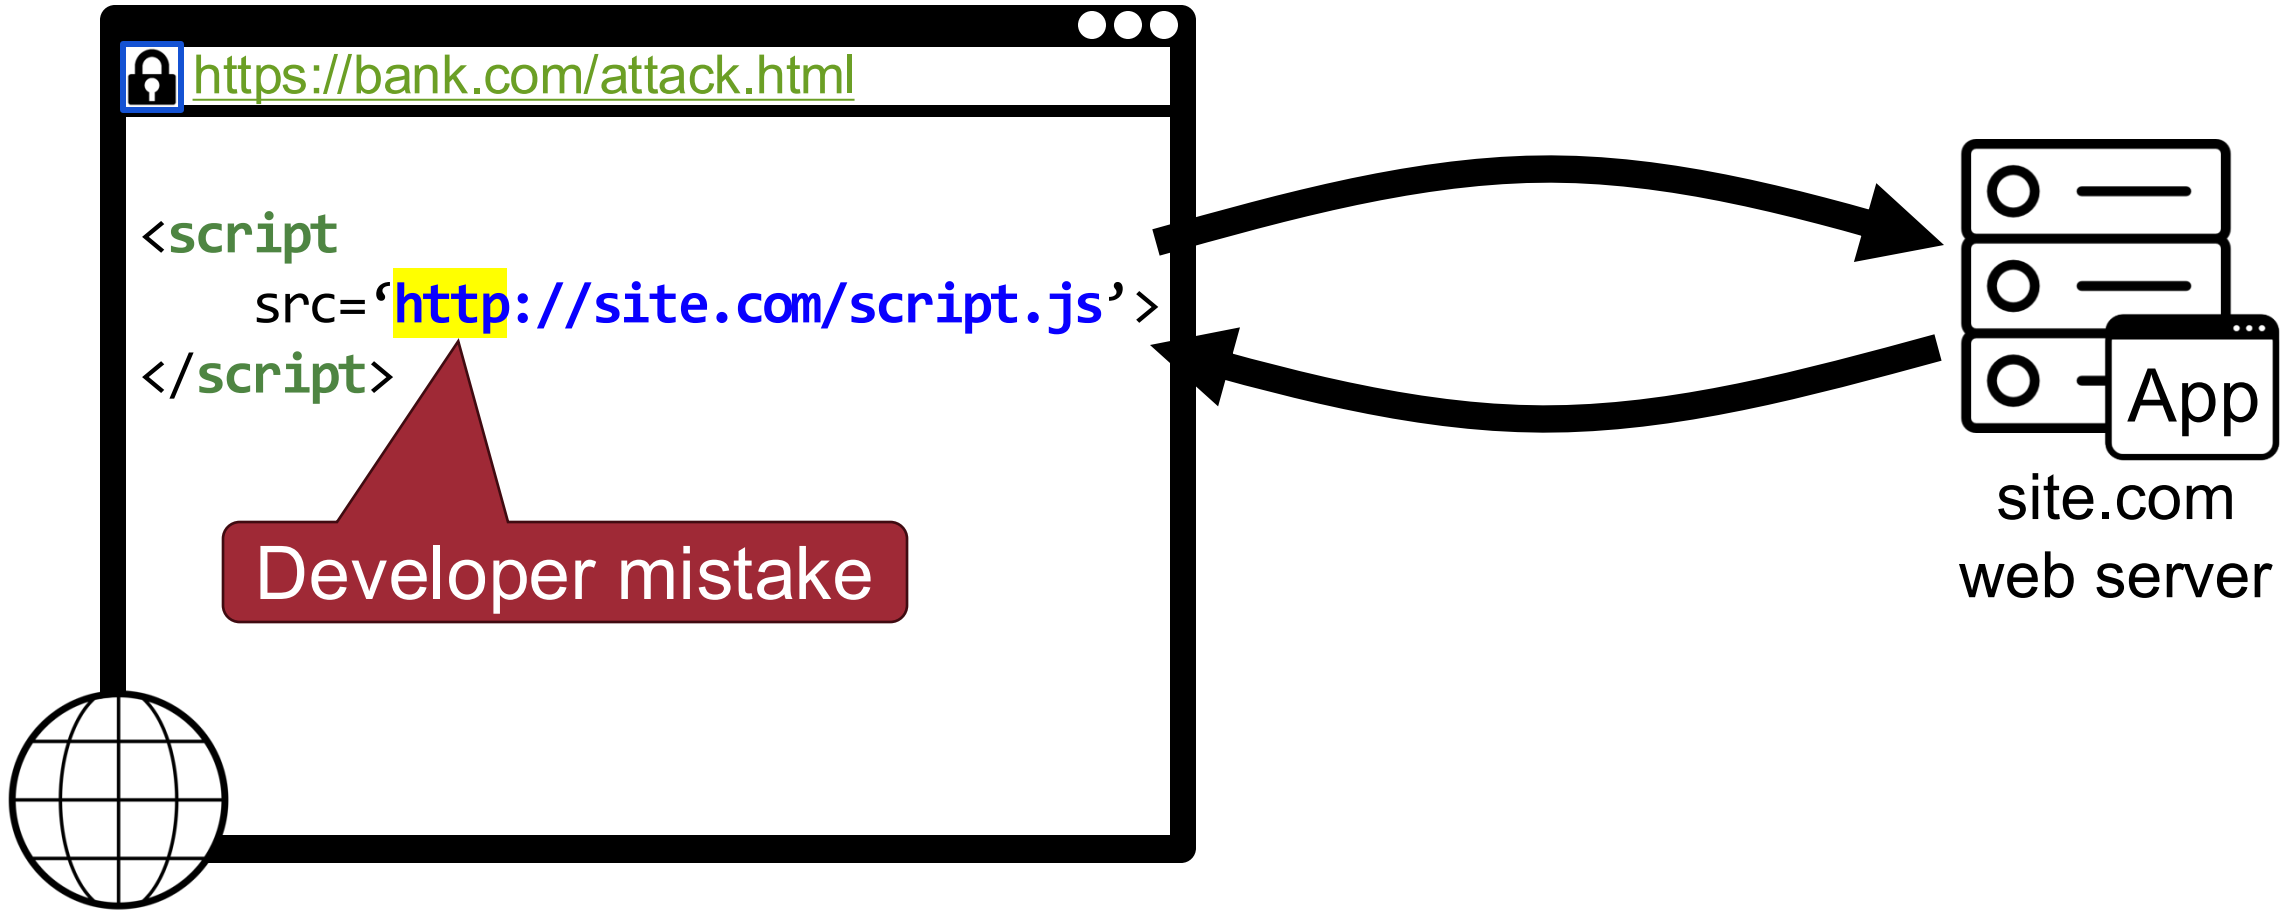 https://bank.com/attack.html
<script
src=‘http://site.com/script.js’>
</script>
Developer mistake
App
site.com
web server